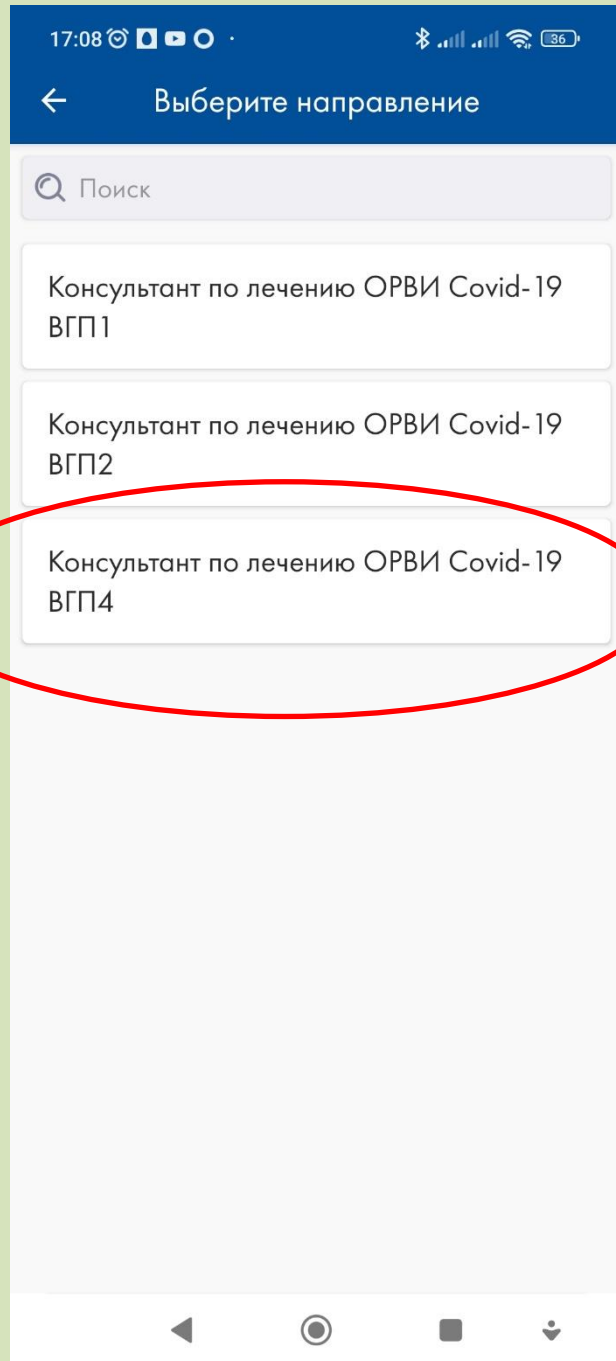 17:08
36
Выберите направление
Поиск
Консультант по лечению ОРВИ Covid-19
ВГП1
Консультант по лечению ОРВИ Covid-19
ВГП2
Консультант по лечению ОРВИ Covid-19
ВГП4